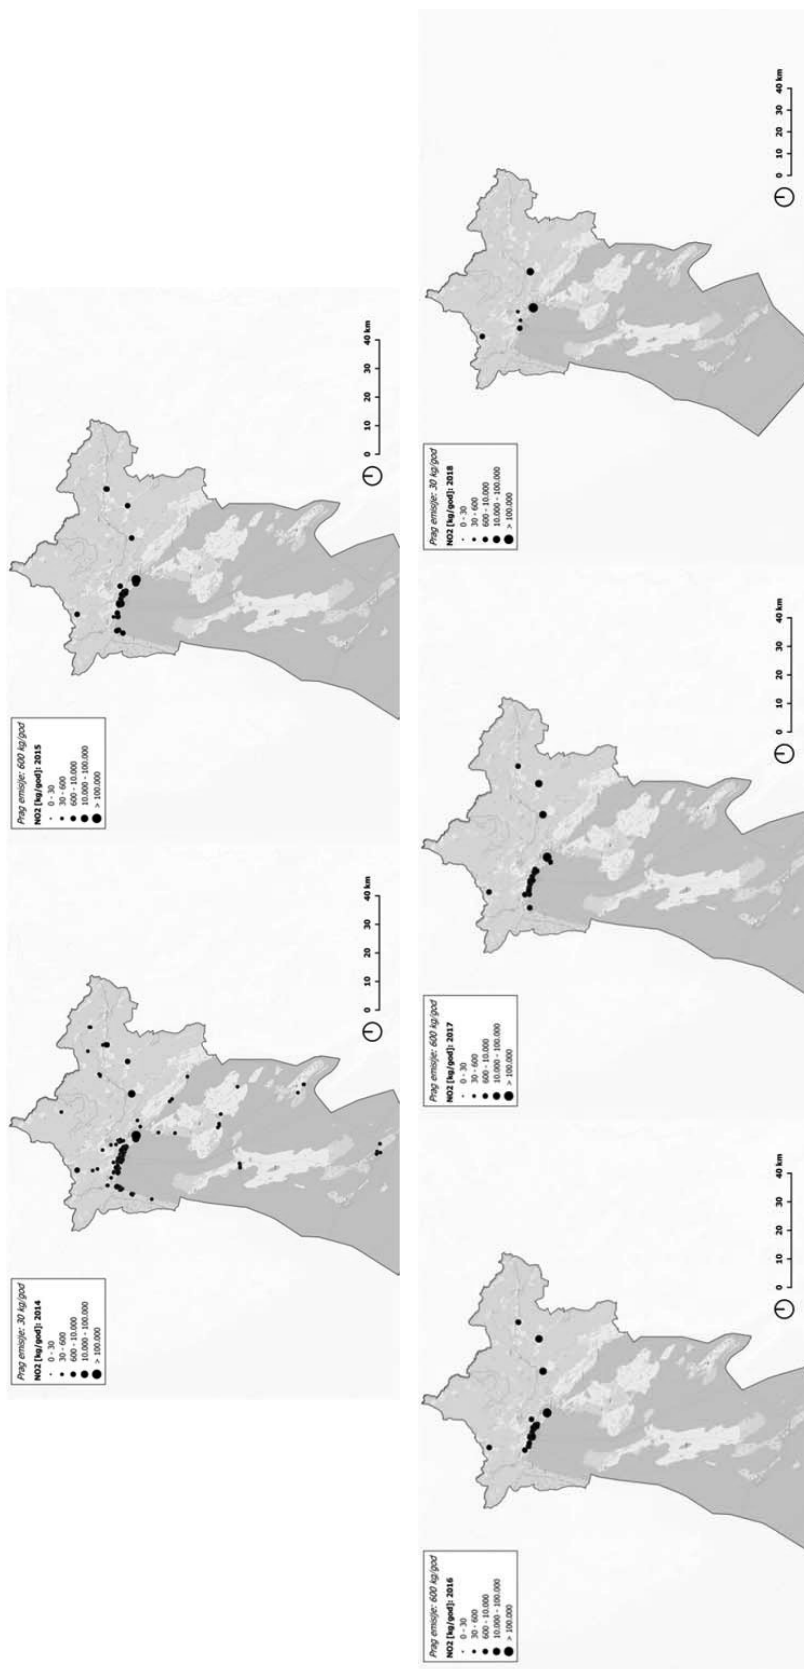 Prag emisije: 30 kg/god
NO2 [kg/god]: 2014
0 - 30
30 - 600
600 - 10.000
10.000 - 100.000
> 100.000
0 10 20 30 40 km
Prag emisije: 600 kg/god
NO2 [kg/god]: 2015
0 - 30
30 - 600
600 - 10.000
10.000 - 100.000
> 100.000
0 10 20 30 40 km
Prag emisije: 600 kg/god
NO2 [kg/god]: 2016
0 - 30
30 - 600
600 - 10.000
10.000 - 100.000
> 100.000
0 10 20 30 40 km
Prag emisije: 600 kg/god
NO2 [kg/god]: 2017
0 - 30
30 - 600
600 - 10.000
10.000 - 100.000
> 100.000
0 10 20 30 40 km
Prag emisije: 30 kg/god
NO2 [kg/god]: 2018
0 - 30
30 - 600
600 - 10.000
10.000 - 100.000
> 100.000
0 10 20 30 40 km